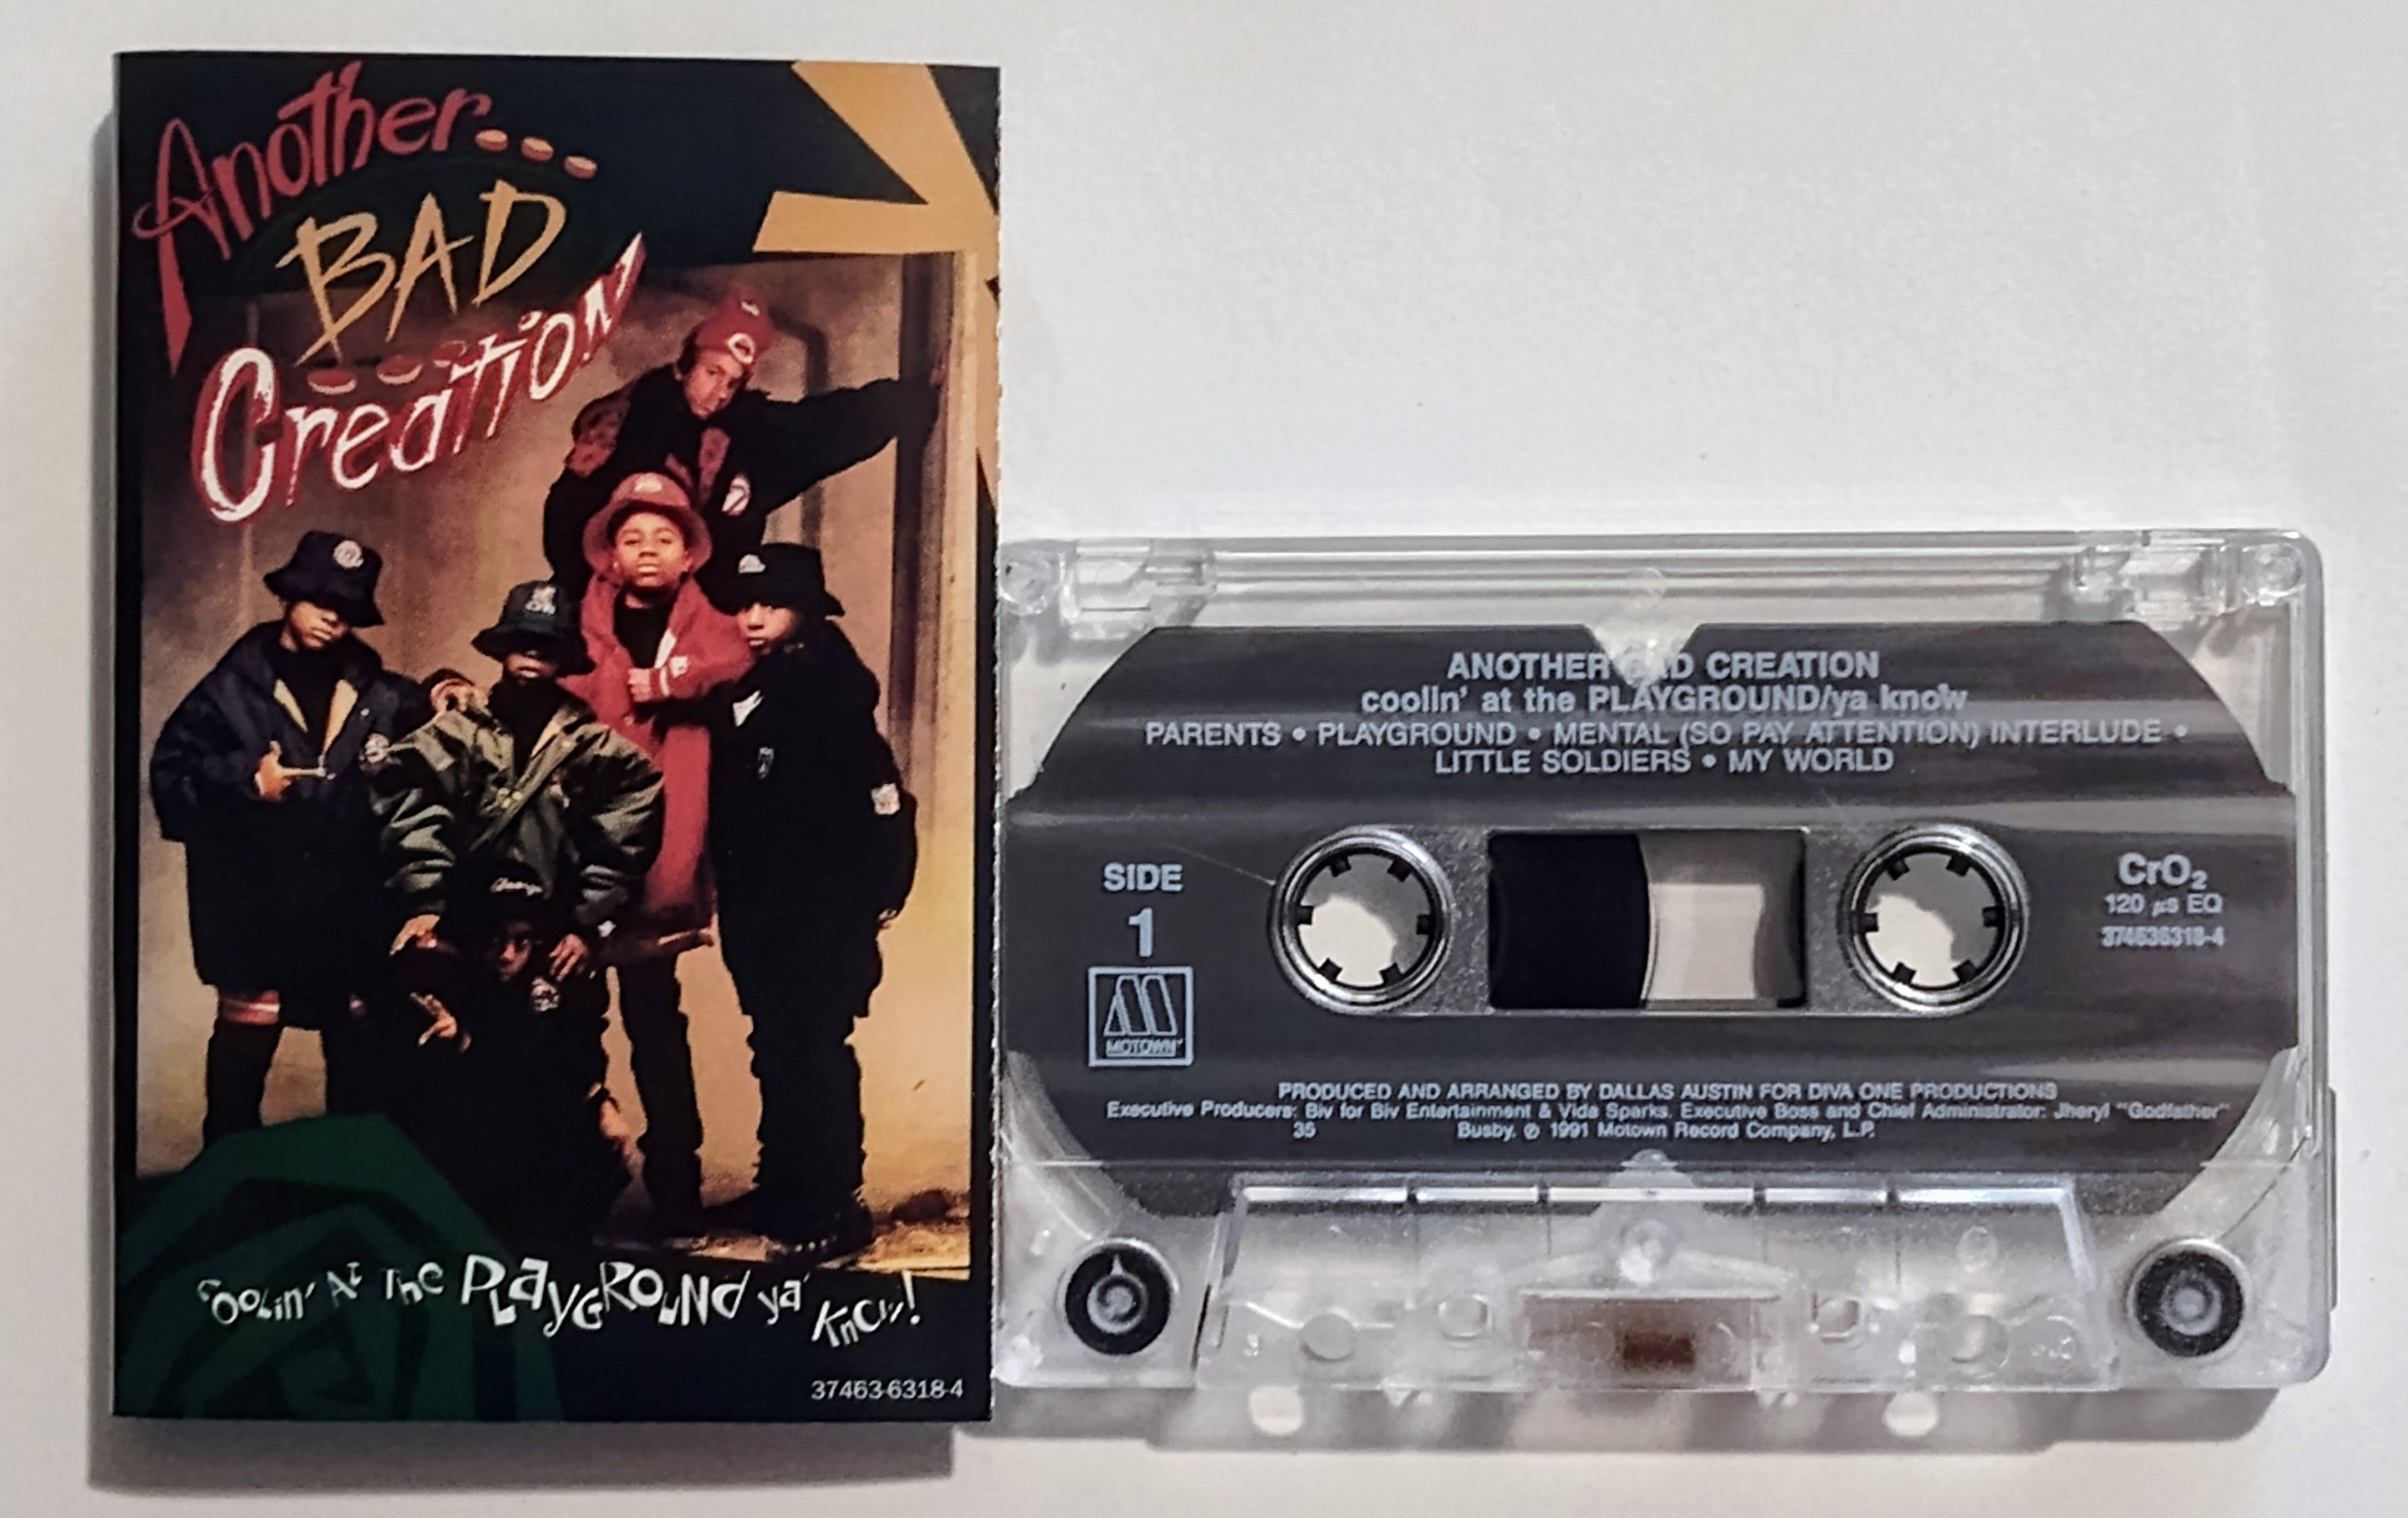 Another...
BAD
Creation
Coolin' At The PLayGRouNd ya' Know!
37463-6318-4
ANOTHER BAD CREATION
coolin' at the PLAYGROUND/ya know
PARENTS • PLAYGROUND • MENTAL (SO PAY ATTENTION) INTERLUDE •
LITTLE SOLDIERS • MY WORLD
SIDE
1
MOTOWN
CrO₂
120 µs EQ
374636318-4
PRODUCED AND ARRANGED BY DALLAS AUSTIN FOR DIVA ONE PRODUCTIONS
Executive Producers: Biv for Biv Entertainment & Vida Sparks. Executive Boss and Chief Administrator: Jheryl "Godfather"
35 Busby. ℗ 1991 Motown Record Company, L.P.